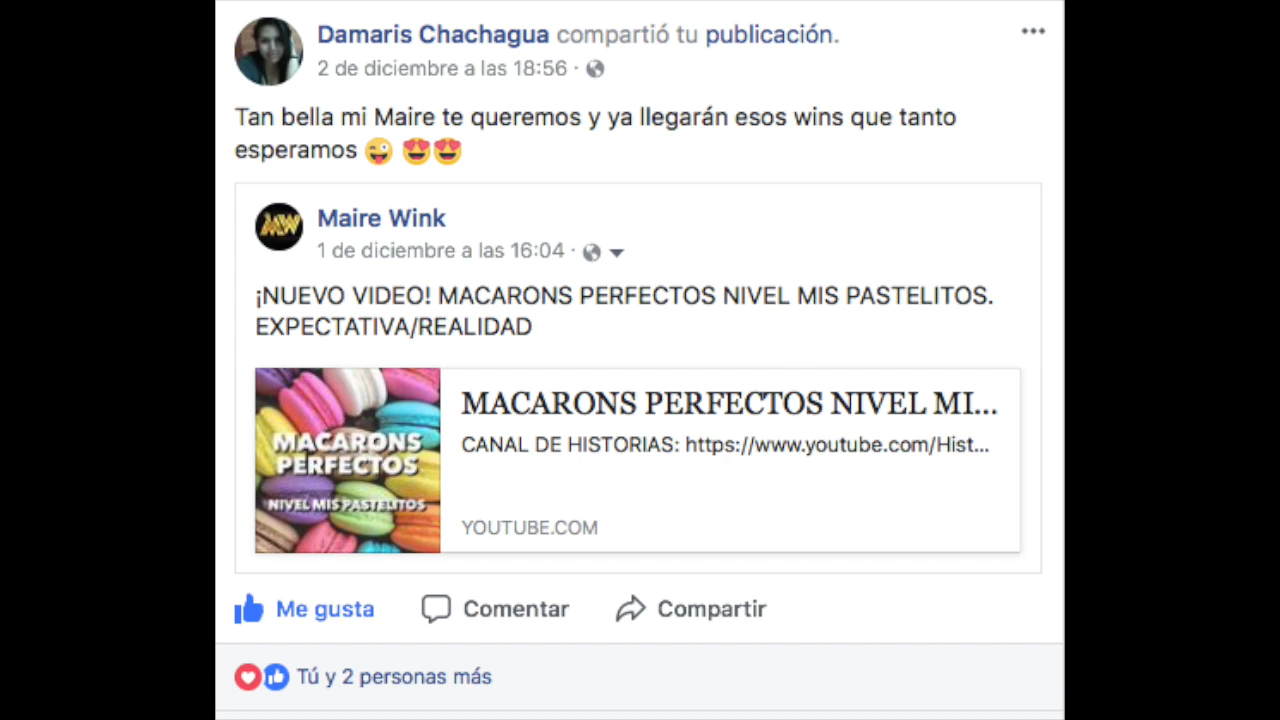 Damaris Chachagua compartió tu publicación.
2 de diciembre a las 18:56 ·
Tan bella mi Maire te queremos y ya llegarán esos wins que tanto
esperamos 😜 😍😍
MW
Maire Wink
1 de diciembre a las 16:04 ·
¡NUEVO VIDEO! MACARONS PERFECTOS NIVEL MIS PASTELITOS.
EXPECTATIVA/REALIDAD
MACARONS
PERFECTOS
NIVEL MIS PASTELITOS
MACARONS PERFECTOS NIVEL MI...
CANAL DE HISTORIAS: https://www.youtube.com/Hist...
YOUTUBE.COM
Me gusta Comentar Compartir
Tú y 2 personas más